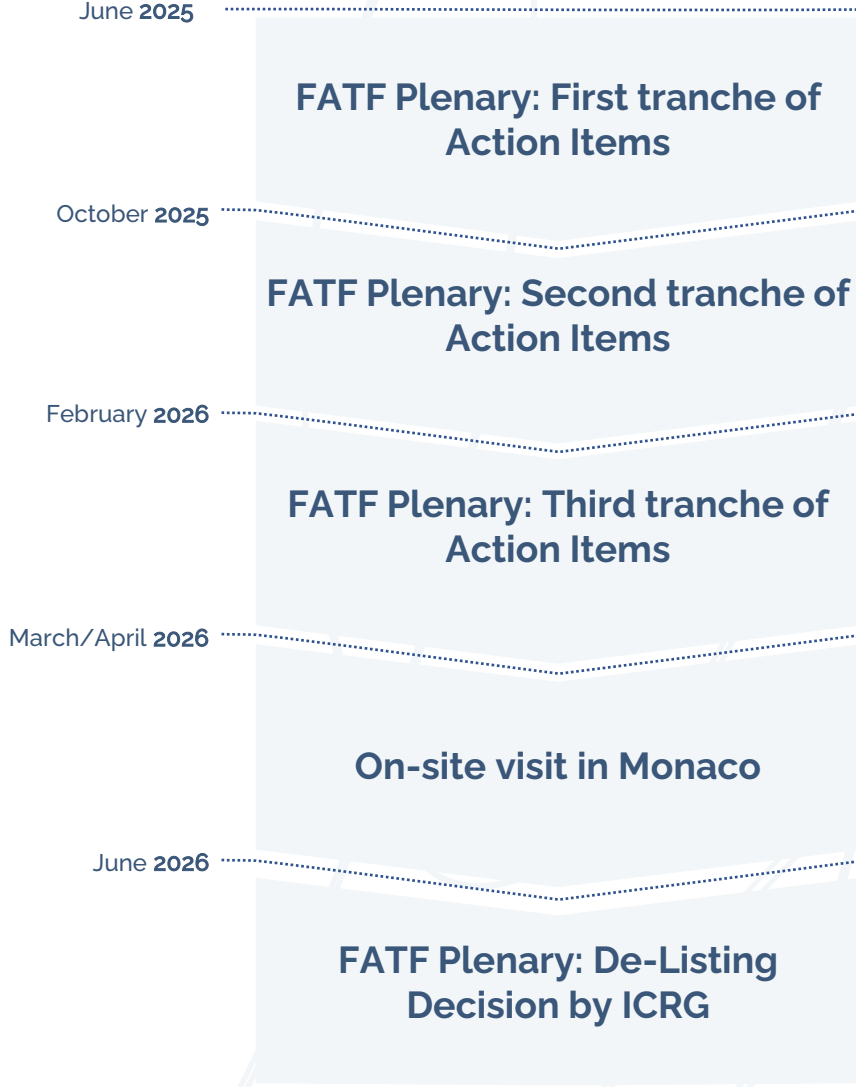 June 2025
FATF Plenary: First tranche of
Action Items
October 2025
FATF Plenary: Second tranche of
Action Items
February 2026
FATF Plenary: Third tranche of
Action Items
March/April 2026
On-site visit in Monaco
June 2026
FATF Plenary: De-Listing
Decision by ICRG